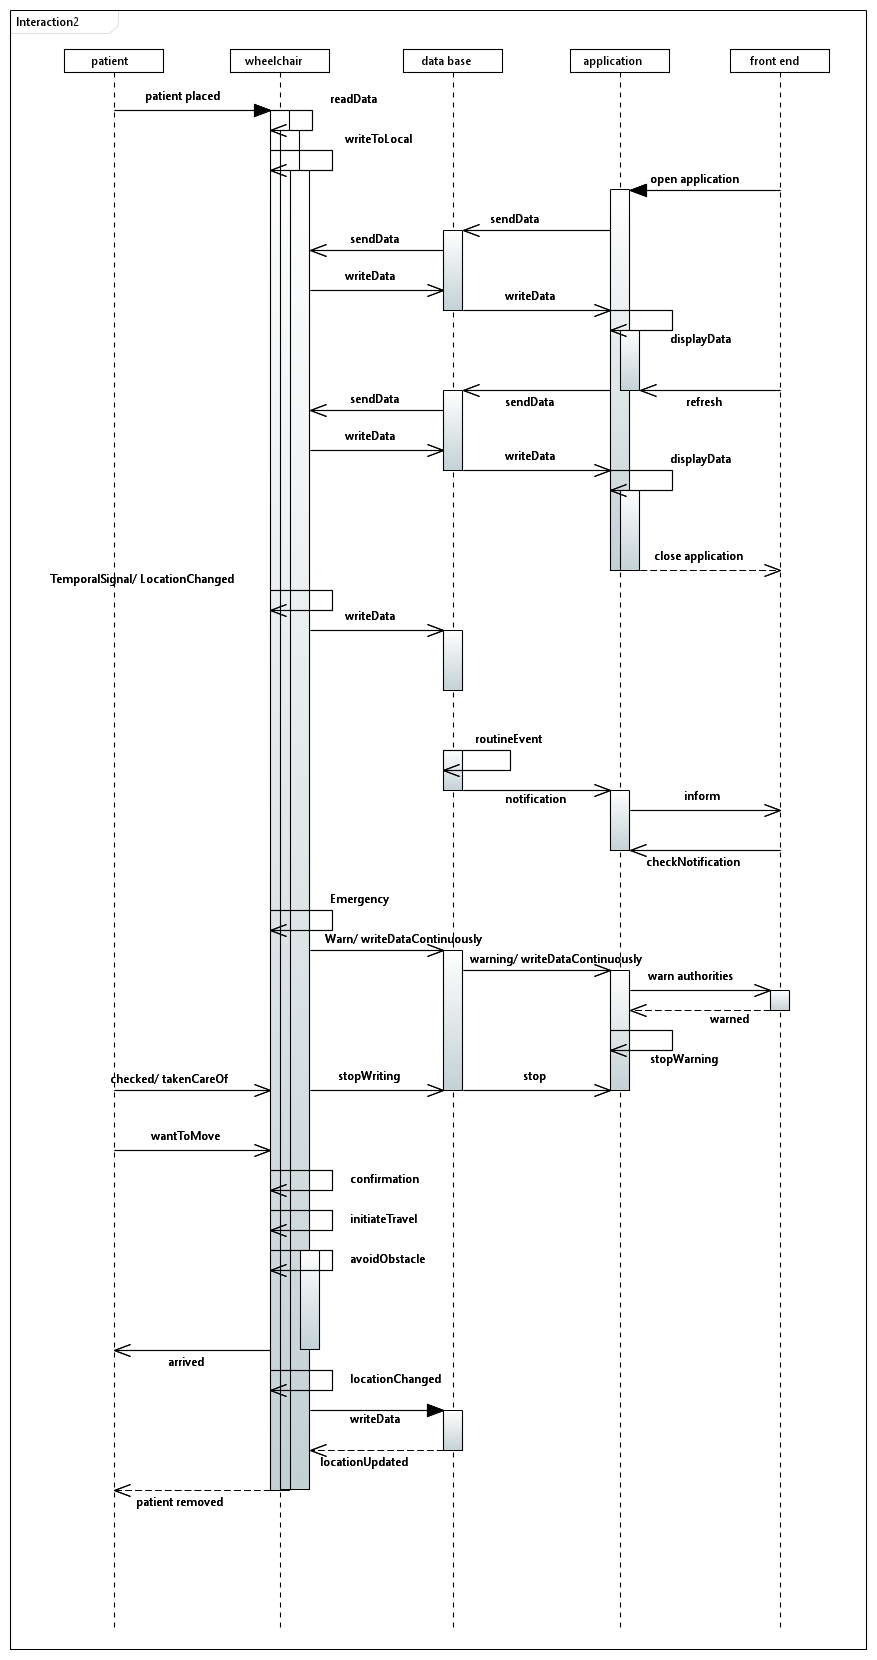 Interaction2
patient
wheelchair
data base
application
front end
patient placed
readData
writeToLocal
open application
sendData
sendData
writeData
writeData
displayData
sendData
sendData
refresh
writeData
writeData
displayData
close application
TemporalSignal/ LocationChanged
writeData
routineEvent
notification
inform
checkNotification
Emergency
Warn/ writeDataContinuously
warning/ writeDataContinuously
warn authorities
warned
stopWarning
checked/ takenCareOf
stopWriting
stop
wantToMove
confirmation
initiateTravel
avoidObstacle
arrived
locationChanged
writeData
locationUpdated
patient removed